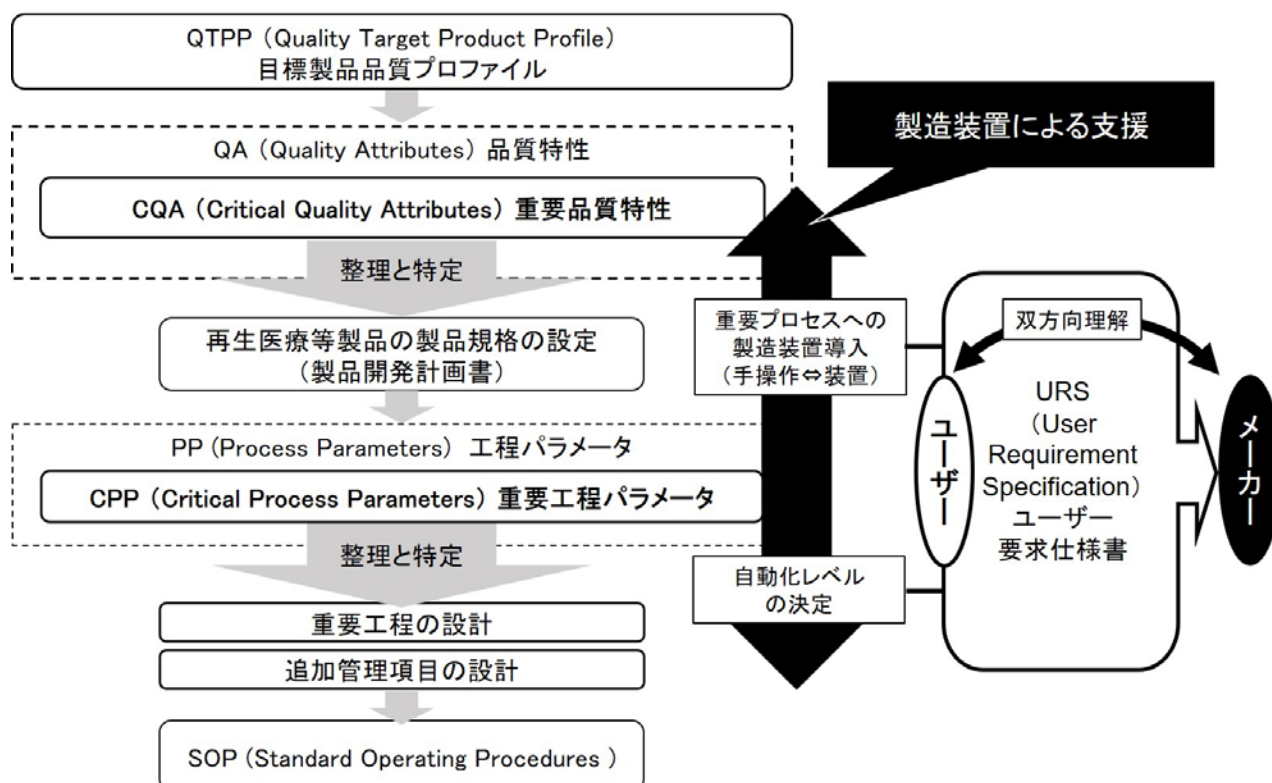 QTPP (Quality Target Product Profile)
目標製品品質プロファイル
QA (Quality Attributes) 品質特性
CQA (Critical Quality Attributes) 重要品質特性
整理と特定
再生医療等製品の製品規格の設定
(製品開発計画書)
PP (Process Parameters) 工程パラメータ
CPP (Critical Process Parameters) 重要工程パラメータ
整理と特定
重要工程の設計
追加管理項目の設計
SOP (Standard Operating Procedures )
製造装置による支援
重要プロセスへの
製造装置導入
(手操作⇔装置)
自動化レベル
の決定
双方向理解
ユーザー
URS
(User
Requirement
Specification)
ユーザー
要求仕様書
メーカー